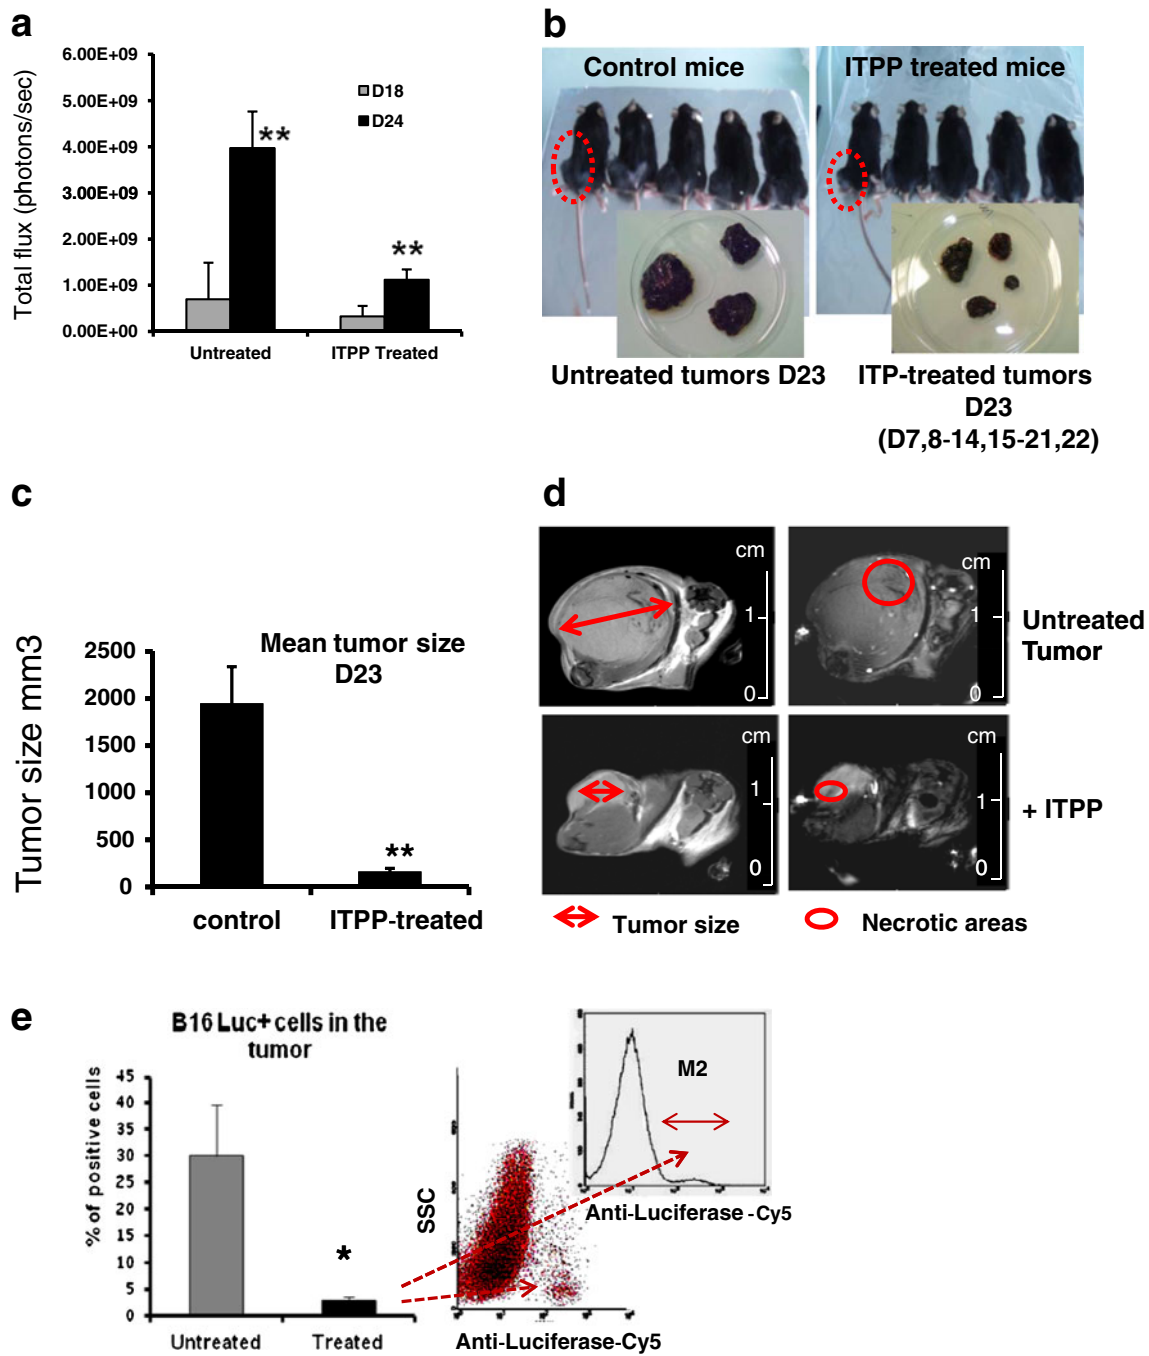 a
6.00E+09
5.00E+09
4.00E+09
3.00E+09
2.00E+09
1.00E+09
0.00E+00
Total flux (photons/sec)
D18
D24
**
**
Untreated
ITPP Treated
b
Control mice
ITPP treated mice
Untreated tumors D23
ITP-treated tumors
D23
(D7,8-14,15-21,22)
c
Tumor size mm3
2500
2000
1500
1000
500
0
Mean tumor size
D23
**
control
ITPP-treated
d
cm
1
0
cm
1
0
Untreated
Tumor
cm
1
0
cm
1
0
+ ITPP
Tumor size
Necrotic areas
e
B16 Luc+ cells in the
tumor
% of positive cells
45
40
35
30
25
20
15
10
5
0
*
Untreated
Treated
SSC
Anti-Luciferase-Cy5
M2
Anti-Luciferase -Cy5